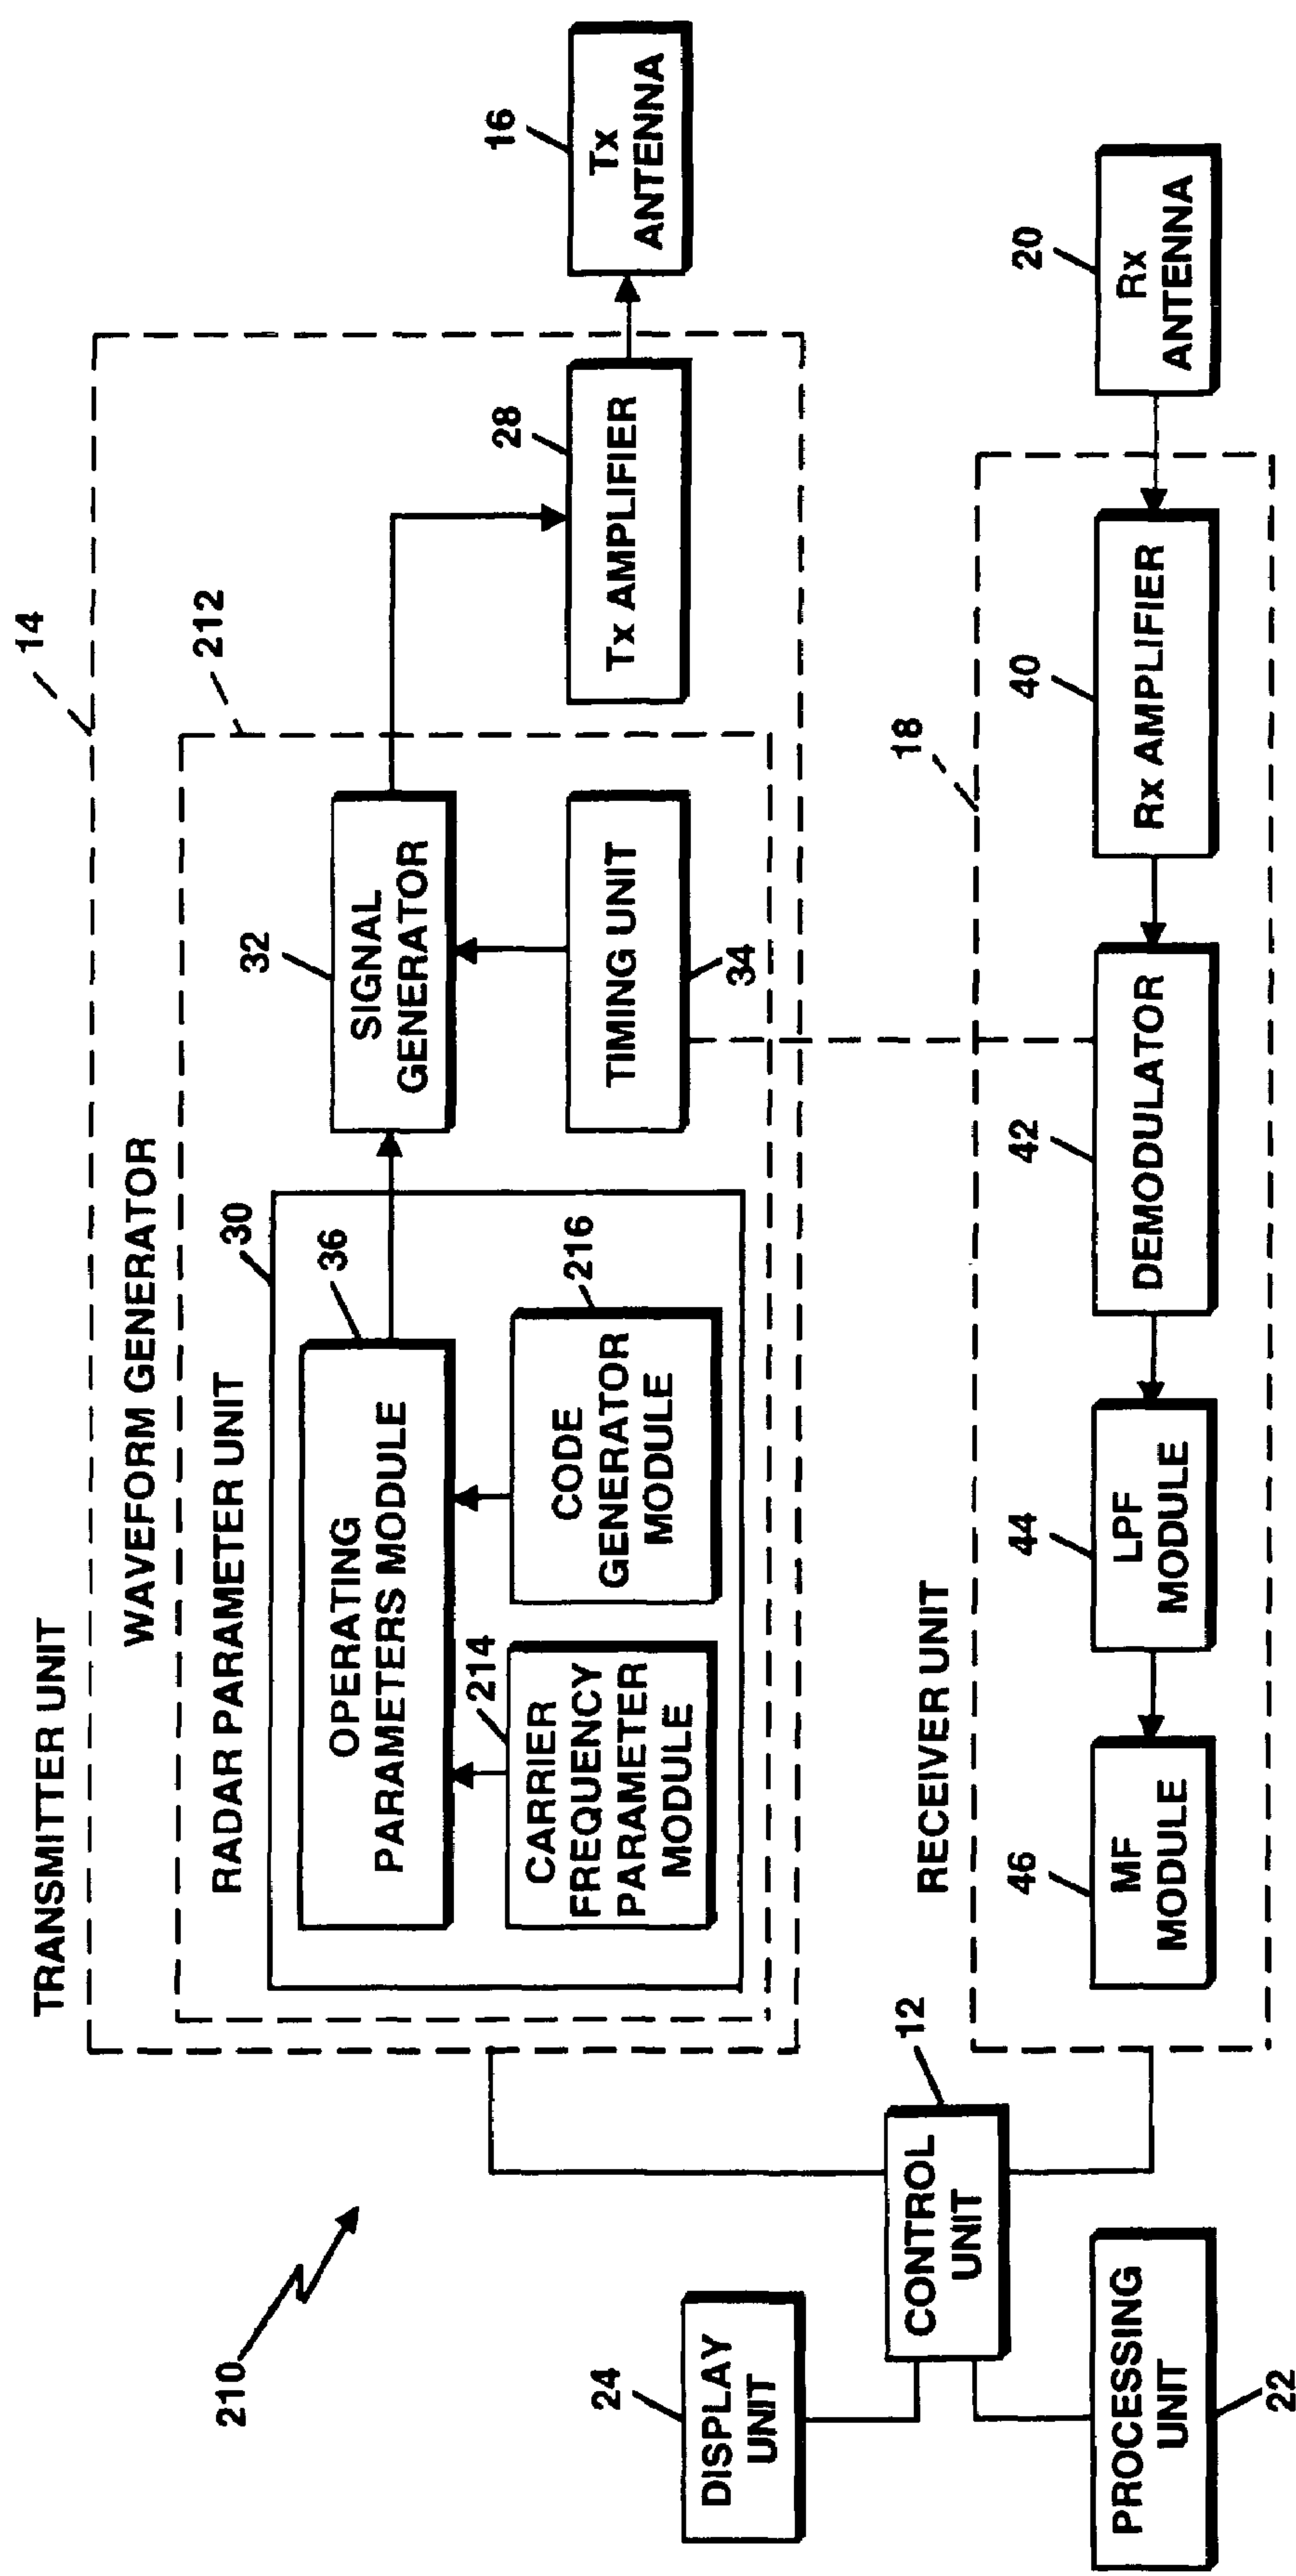 14
TRANSMITTER UNIT
WAVEFORM GENERATOR
212
RADAR PARAMETER UNIT
30
36
OPERATING
PARAMETERS MODULE
214
CARRIER
FREQUENCY
PARAMETER
MODULE
216
CODE
GENERATOR
MODULE
32
SIGNAL
GENERATOR
TIMING UNIT
34
28
Tx AMPLIFIER
16
Tx
ANTENNA
210
24
DISPLAY
UNIT
12
CONTROL
UNIT
PROCESSING
UNIT
22
RECEIVER UNIT
18
46
MF
MODULE
44
LPF
MODULE
42
DEMODULATOR
40
Rx AMPLIFIER
20
Rx
ANTENNA